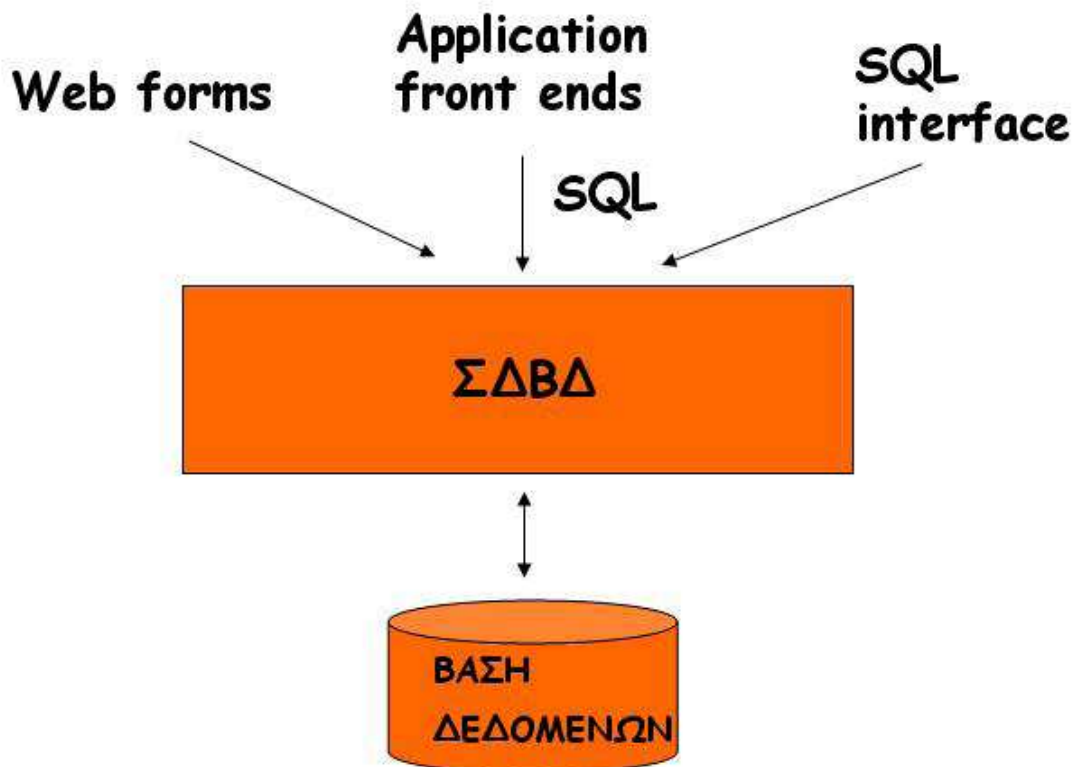 Web forms
Application
front ends
SQL
interface
SQL
ΣΔΒΔ
ΒΑΣΗ
ΔΕΔΟΜΕΝΩΝ